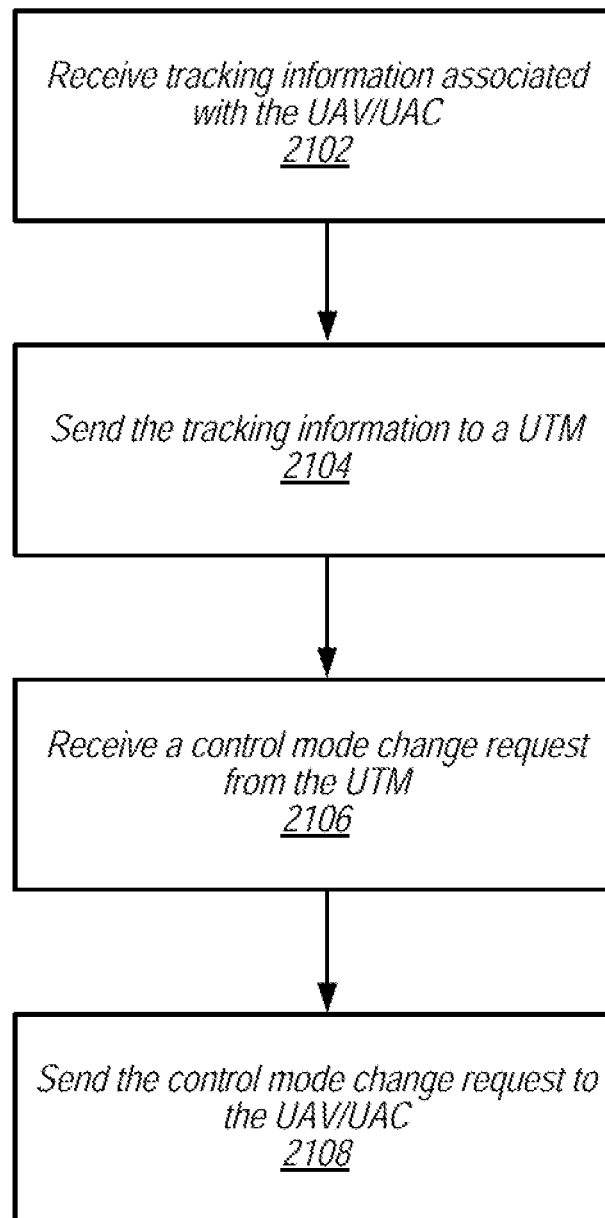 Receive tracking information associated
with the UAV/UAC
2102
Send the tracking information to a UTM
2104
Receive a control mode change request
from the UTM
2106
Send the control mode change request to
the UAV/UAC
2108